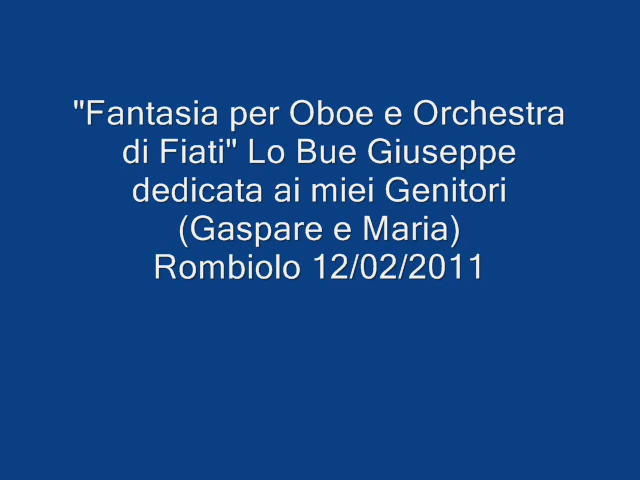 "Fantasia per Oboe e Orchestra
di Fiati" Lo Bue Giuseppe
dedicata ai miei Genitori
(Gaspare e Maria)
Rombiolo 12/02/2011